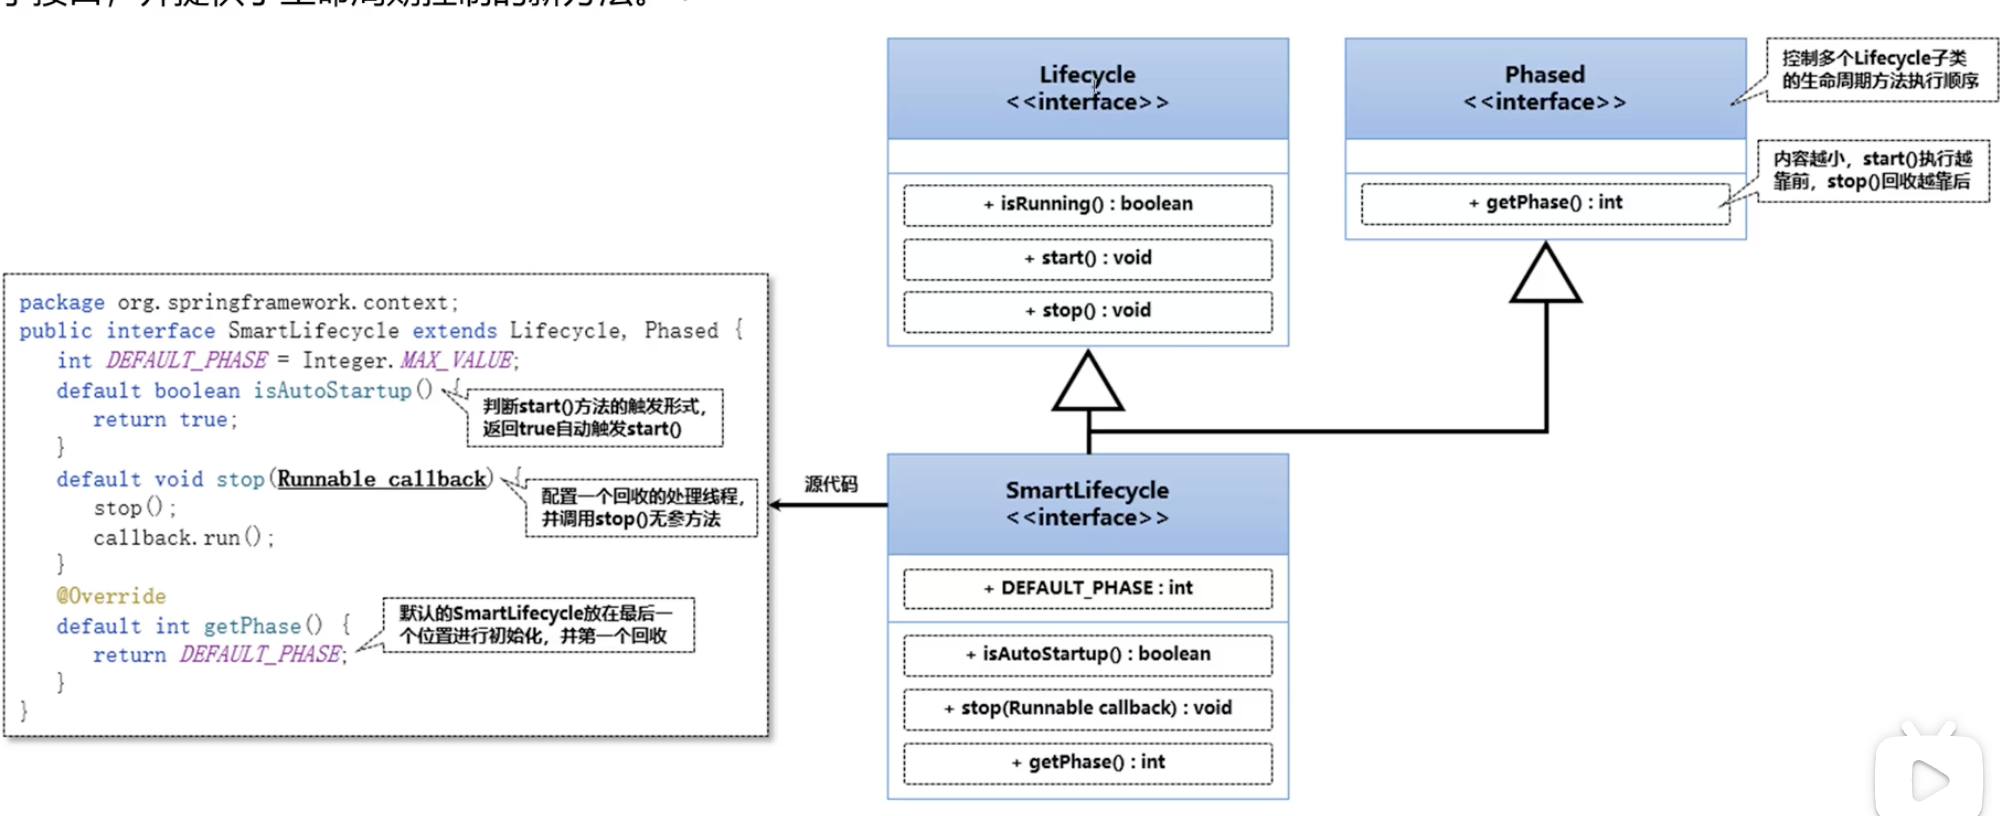 Lifecycle
<<interface>>
+ isRunning() : boolean
+ start() : void
+ stop() : void
Phased
<<interface>>
+ getPhase() : int
控制多个Lifecycle子类
的生命周期方法执行顺序
内容越小，start()执行越
靠前，stop()回收越靠后
package org.springframework.context;
public interface SmartLifecycle extends Lifecycle, Phased {
int DEFAULT_PHASE = Integer.MAX_VALUE;
default boolean isAutoStartup() {
return true;
}
判断start()方法的触发形式，
返回true自动触发start()
default void stop(Runnable callback) {
stop();
callback.run();
}
配置一个回收的处理线程，
并调用stop()无参方法
@Override
default int getPhase() {
return DEFAULT_PHASE;
}
}
默认的SmartLifecycle放在最后一
个位置进行初始化，并第一个回收
源代码
SmartLifecycle
<<interface>>
+ DEFAULT_PHASE : int
+ isAutoStartup() : boolean
+ stop(Runnable callback) : void
+ getPhase() : int